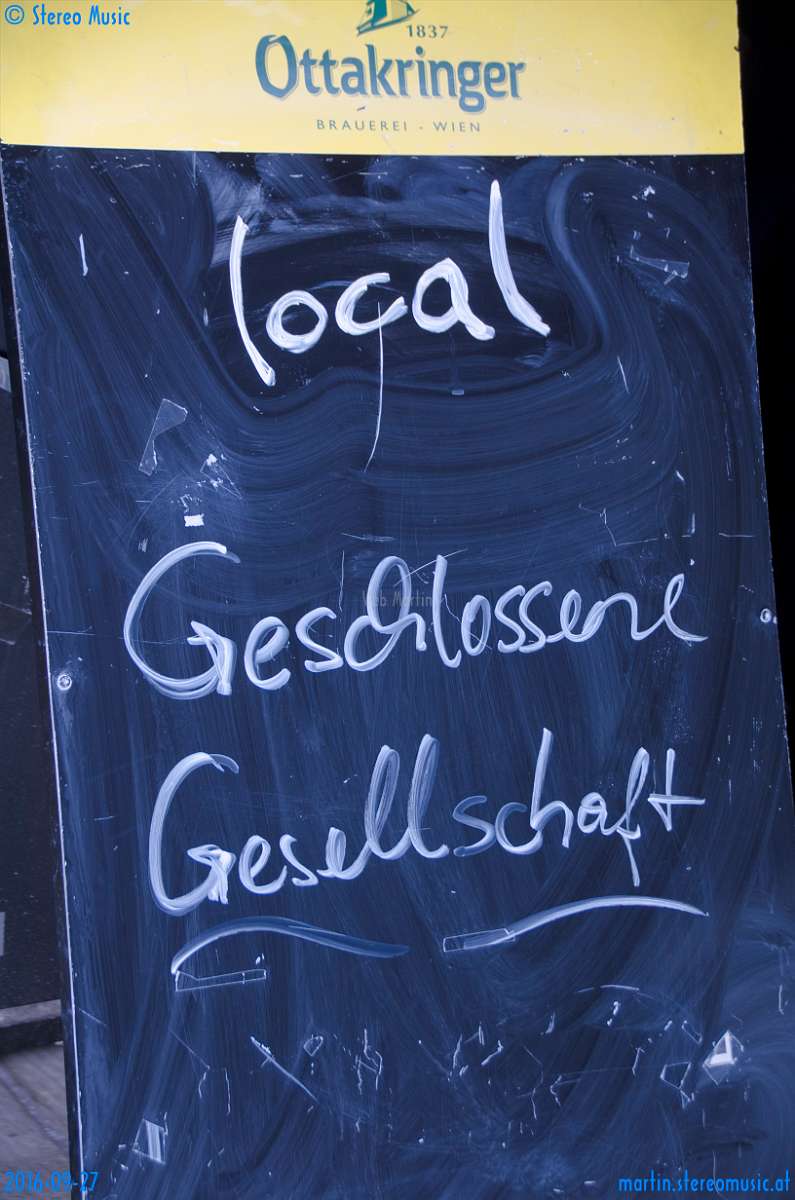 © Stereo Music
1837
Ottakringer
BRAUEREI - WIEN
local
Geschlossene
Gesellschaft
2016-09-27
martin.stereomusic.at